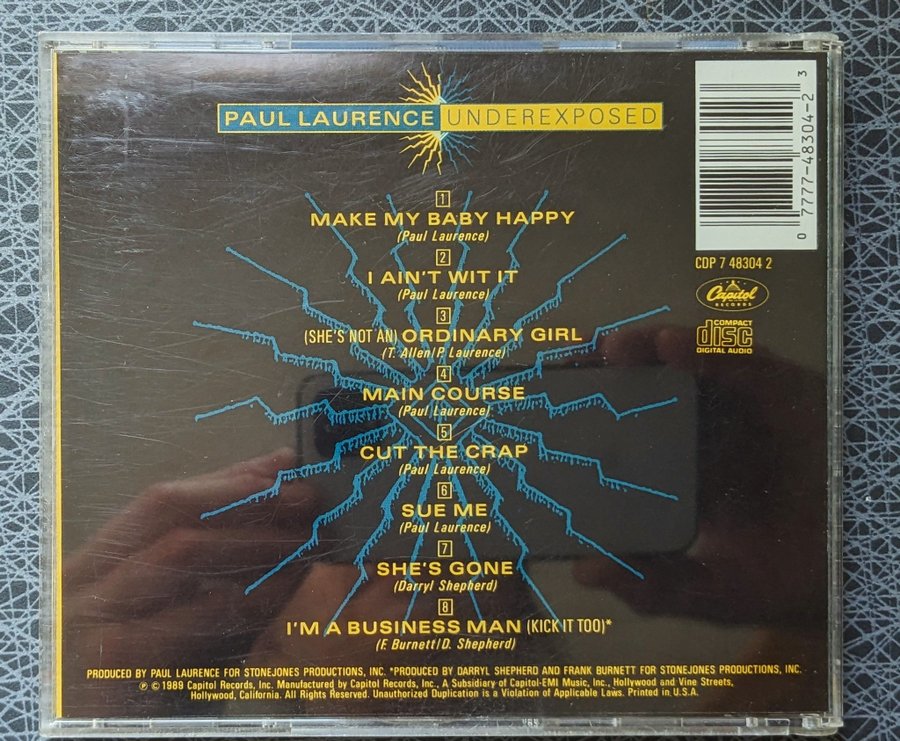 PAUL LAURENCE UNDEREXPOSED
1
MAKE MY BABY HAPPY
(Paul Laurence)
2
I AIN'T WIT IT
(Paul Laurence)
3
(SHE'S NOT AN) ORDINARY GIRL
(T. Allen/P. Laurence)
4
MAIN COURSE
(Paul Laurence)
5
CUT THE CRAP
(Paul Laurence)
6
SUE ME
(Paul Laurence)
7
SHE'S GONE
(Darryl Shepherd)
8
I'M A BUSINESS MAN (KICK IT TOO)*
(F. Burnett/D. Shepherd)
0 77774-48304-2 3
CDP 7 48304 2
Capitol
RECORDS
COMPACT
disc
DIGITAL AUDIO
PRODUCED BY PAUL LAURENCE FOR STONEJONES PRODUCTIONS, INC. *PRODUCED BY DARRYL SHEPHERD AND FRANK BURNETT FOR STONEJONES PRODUCTIONS, INC.
℗ © 1989 Capitol Records, Inc. Manufactured by Capitol Records, Inc., A Subsidiary of Capitol-EMI Music, Inc., Hollywood and Vine Streets,
Hollywood, California. All Rights Reserved. Unauthorized Duplication is a Violation of Applicable Laws. Printed in U.S.A.